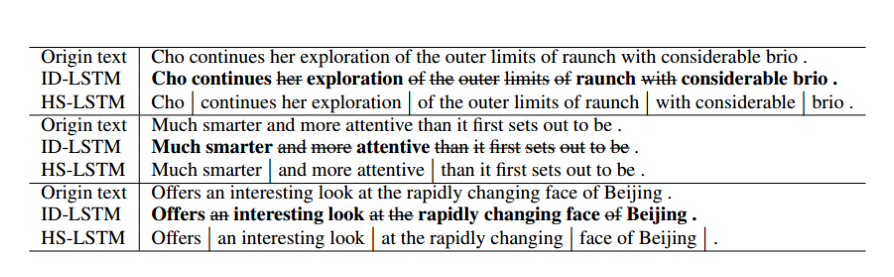 Origin text Cho continues her exploration of the outer limits of raunch with considerable brio .
ID-LSTM Cho continues her exploration of the outer limits of raunch with considerable brio .
HS-LSTM Cho | continues her exploration | of the outer limits of raunch | with considerable | brio .
Origin text Much smarter and more attentive than it first sets out to be .
ID-LSTM Much smarter and more attentive than it first sets out to be .
HS-LSTM Much smarter | and more attentive | than it first sets out to be .
Origin text Offers an interesting look at the rapidly changing face of Beijing .
ID-LSTM Offers an interesting look at the rapidly changing face of Beijing .
HS-LSTM Offers | an interesting look | at the rapidly changing | face of Beijing | .